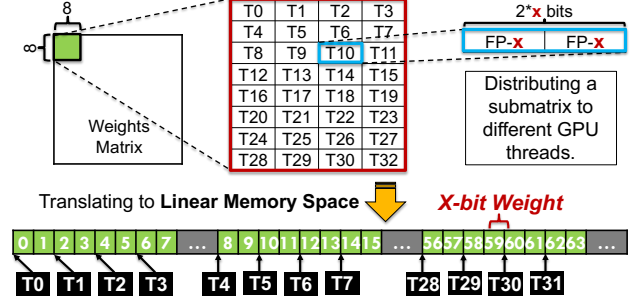 8
8
Weights
Matrix
T0 T1 T2 T3
T4 T5 T6 T7
T8 T9 T10 T11
T12 T13 T14 T15
T16 T17 T18 T19
T20 T21 T22 T23
T24 T25 T26 T27
T28 T29 T30 T32
2*x bits
FP-x FP-x
Distributing a
submatrix to
different GPU
threads.
Translating to Linear Memory Space
X-bit Weight
0 1 2 3 4 5 6 7 ... 8 9 10 11 12 13 14 15 ... 56 57 58 59 60 61 62 63 ...
T0 T1 T2 T3 T4 T5 T6 T7 T28 T29 T30 T31